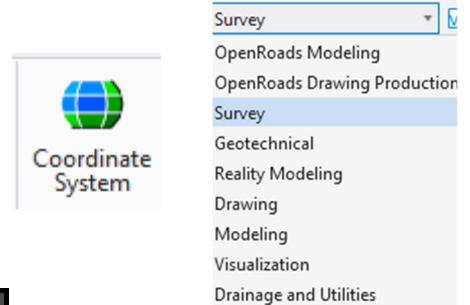 Coordinate
System
Survey
OpenRoads Modeling
OpenRoads Drawing Production
Survey
Geotechnical
Reality Modeling
Drawing
Modeling
Visualization
Drainage and Utilities